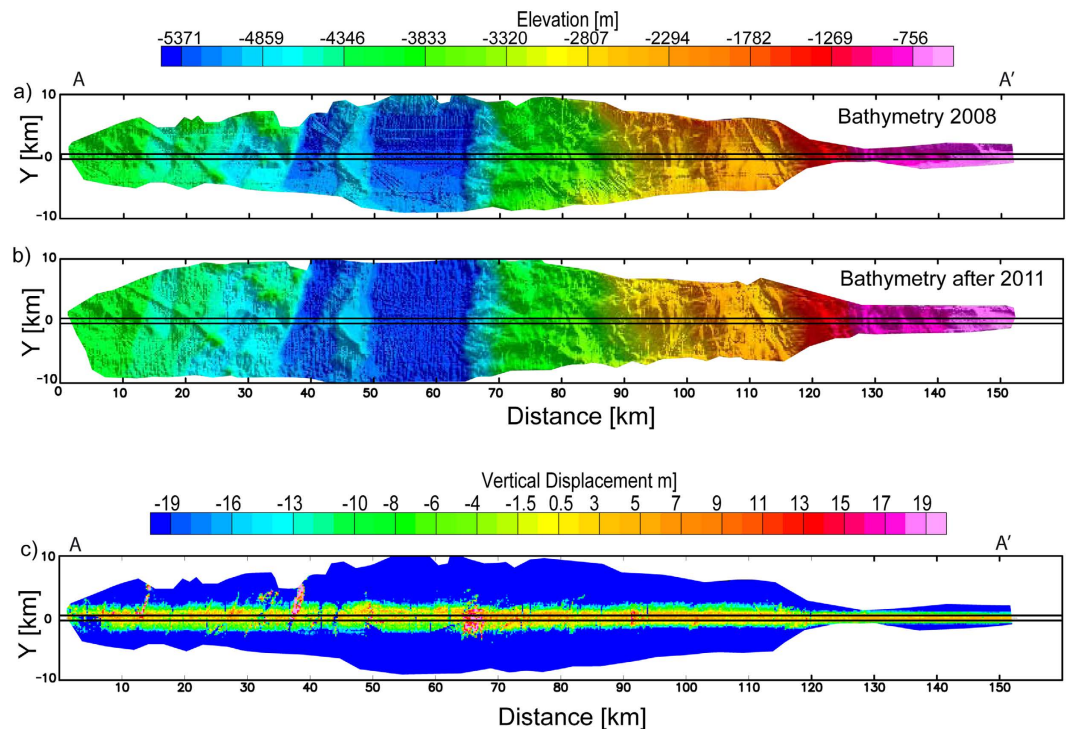 Elevation [m]
-5371 -4859 -4346 -3833 -3320 -2807 -2294 -1782 -1269 -756
A A'
a)
10
Bathymetry 2008
Y [km]
0
-10
b)
10
Bathymetry after 2011
Y [km]
0
-10
0 10 20 30 40 50 60 70 80 90 100 110 120 130 140 150
Distance [km]
Vertical Displacement m]
-19 -16 -13 -10 -8 -6 -4 -1.5 0.5 3 5 7 9 11 13 15 17 19
A A'
c)
10
Y [km]
0
-10
10 20 30 40 50 60 70 80 90 100 110 120 130 140 150
Distance [km]